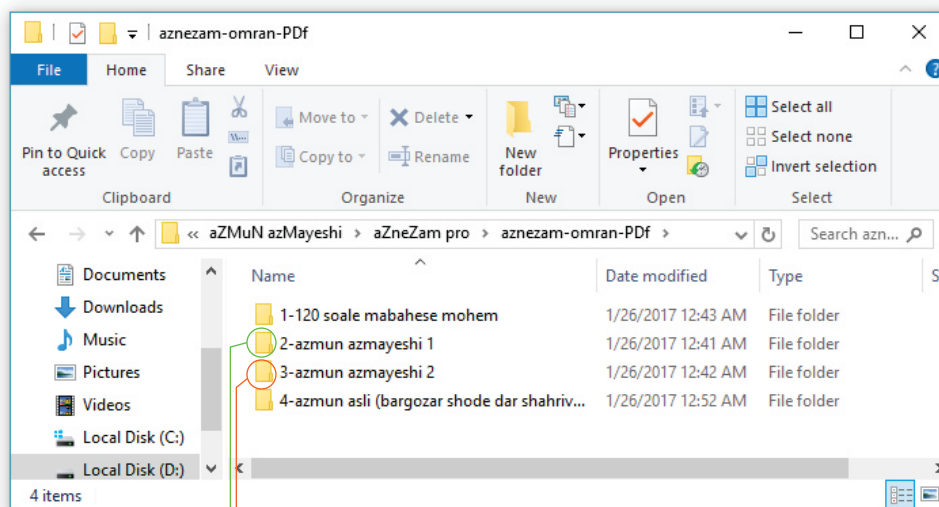 aznezam-omran-PDf
File Home Share View
Pin to Quick access
Copy
Paste
Move to
Copy to
Delete
Rename
New folder
Properties
Select all
Select none
Invert selection
Clipboard Organize New Open Select
« aZMuN azMayeshi > aZneZam pro > aznezam-omran-PDf >
Search azn...
Documents
Downloads
Music
Pictures
Videos
Local Disk (C:)
Local Disk (D:)
Name Date modified Type S
1-120 soale mabahese mohem 1/26/2017 12:43 AM File folder
2-azmun azmayeshi 1 1/26/2017 12:41 AM File folder
3-azmun azmayeshi 2 1/26/2017 12:42 AM File folder
4-azmun asli (bargozar shode dar shahriv... 1/26/2017 12:52 AM File folder
4 items